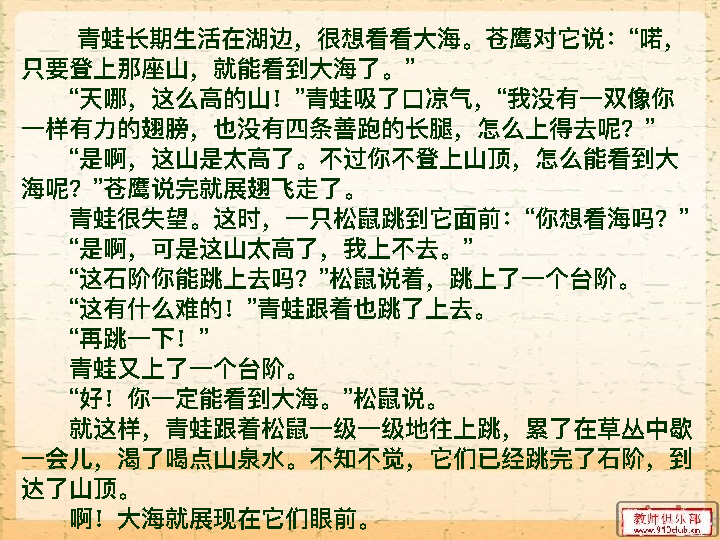 青蛙长期生活在湖边，很想看看大海。苍鹰对它说：“喏，
只要登上那座山，就能看到大海了。”
“天哪，这么高的山！”青蛙吸了口凉气，“我没有一双像你
一样有力的翅膀，也没有四条善跑的长腿，怎么上得去呢？”
“是啊，这山是太高了。不过你不登上山顶，怎么能看到大
海呢？”苍鹰说完就展翅飞走了。
青蛙很失望。这时，一只松鼠跳到它面前：“你想看海吗？”
“是啊，可是这山太高了，我上不去。”
“这石阶你能跳上去吗？”松鼠说着，跳上了一个台阶。
“这有什么难的！”青蛙跟着也跳了上去。
“再跳一下！”
青蛙又上了一个台阶。
“好！你一定能看到大海。”松鼠说。
就这样，青蛙跟着松鼠一级一级地往上跳，累了在草丛中歇
一会儿，渴了喝点山泉水。不知不觉，它们已经跳完了石阶，到
达了山顶。
啊！大海就展现在它们眼前。
教师俱乐部
www.910club.cn